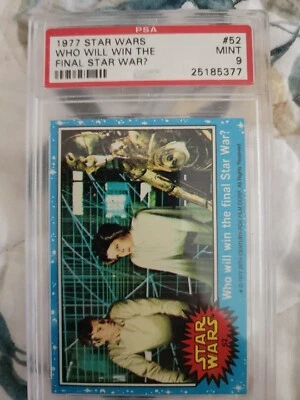 PSA
1977 STAR WARS #52
WHO WILL WIN THE MINT
FINAL STAR WAR? 9
25185377
Who will win the final Star War?
STAR
WARS
52